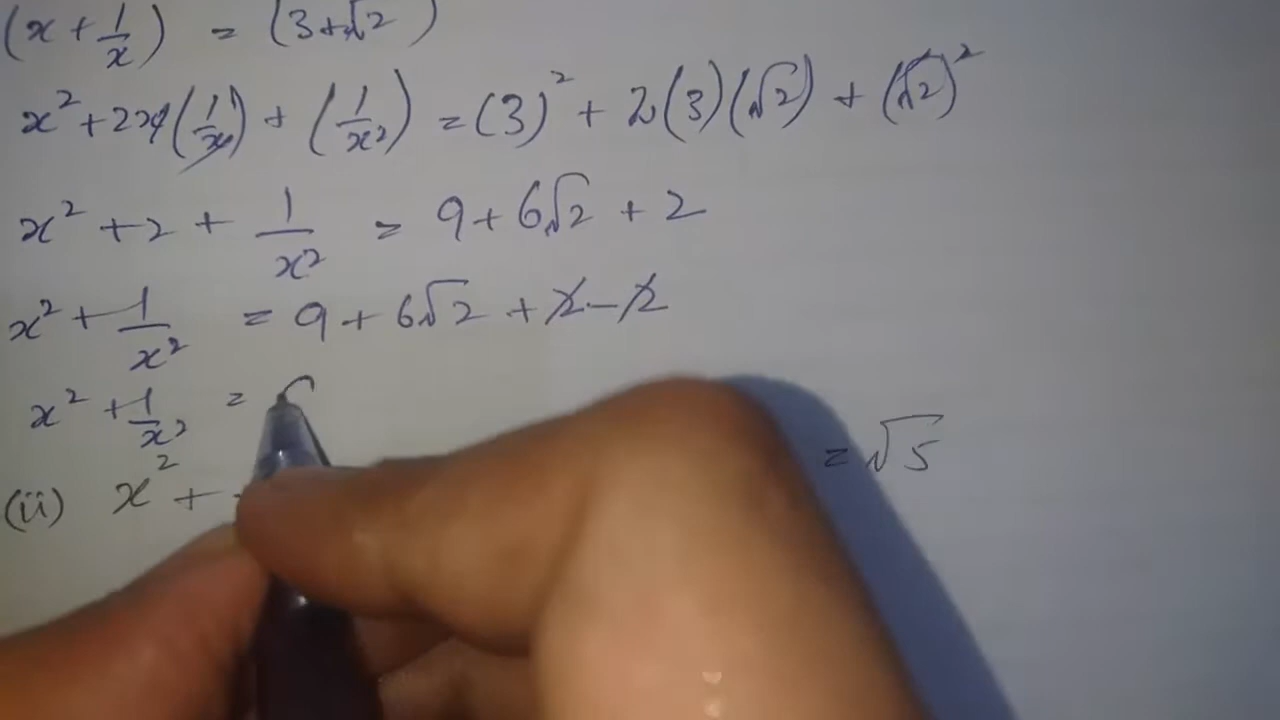 (x + 1/x) = (3+√2)
x² + 2x(1/x) + (1/x²) = (3)² + 2(3)(√2) + (√2)²
x² + 2 + 1/x² = 9 + 6√2 + 2
x² + 1/x² = 9 + 6√2 + 2 - 2
x² + 1/x² =
(ii) x² + = √5